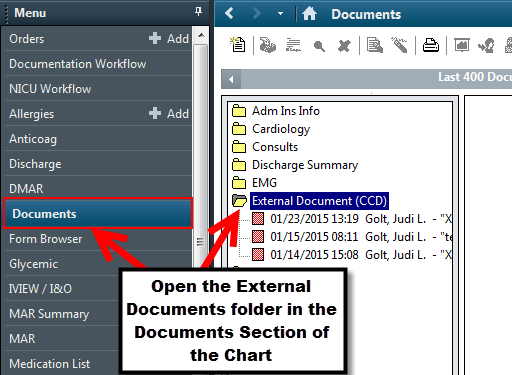 Menu
Orders
Add
Documentation Workflow
NICU Workflow
Allergies
Add
Anticoag
Discharge
DMAR
Documents
Form Browser
Glycemic
IVIEW / I&O
MAR Summary
MAR
Medication List
Documents
Last 400 Docu
Adm Ins Info
Cardiology
Consults
Discharge Summary
EMG
External Document (CCD)
01/23/2015 13:19 Golt, Judi L. - "X
01/15/2015 08:11 Golt, Judi L. - "te
01/14/2015 15:08 Golt, Judi L. - "X
Open the External
Documents folder in the
Documents Section of
the Chart